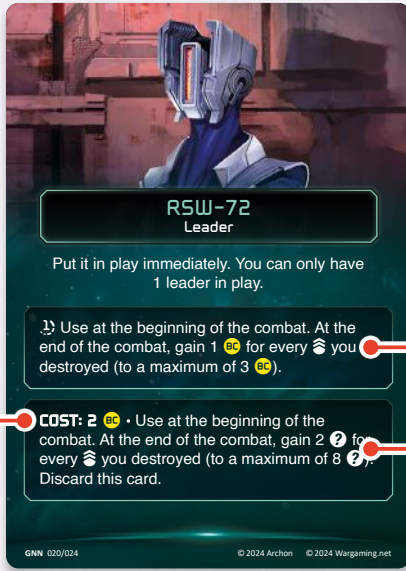 RSW-72
Leader
Put it in play immediately. You can only have
1 leader in play.
1) Use at the beginning of the combat. At the
end of the combat, gain 1 BC for every you
destroyed (to a maximum of 3 BC).
COST: 2 BC • Use at the beginning of the
combat. At the end of the combat, gain 2 ? for
every you destroyed (to a maximum of 8 ?).
Discard this card.
GNN 020/024 © 2024 Archon © 2024 Wargaming.net